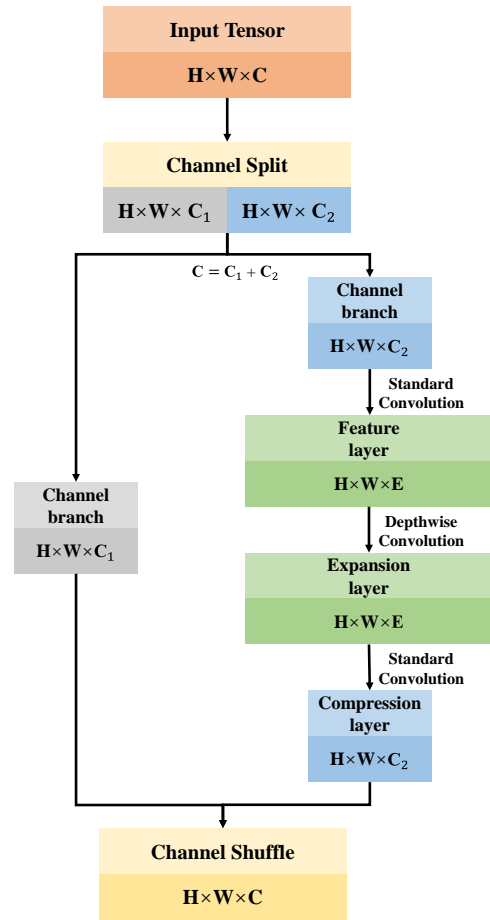 Input Tensor
H×W×C
Channel Split
H×W× C₁
H×W× C₂
C = C₁ + C₂
Channel
branch
H×W×C₂
Standard
Convolution
Feature
layer
H×W×E
Channel
branch
H×W×C₁
Depthwise
Convolution
Expansion
layer
H×W×E
Standard
Convolution
Compression
layer
H×W×C₂
Channel Shuffle
H×W×C